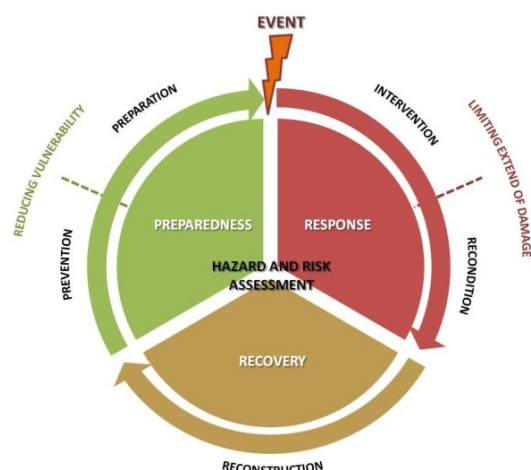 EVENT
PREPARATION
INTERVENTION
REDUCING VULNERABILITY
LIMITING EXTEND OF DAMAGE
PREPAREDNESS
RESPONSE
PREVENTION
RECONDITION
HAZARD AND RISK
ASSESSMENT
RECOVERY
RECONSTRUCTION